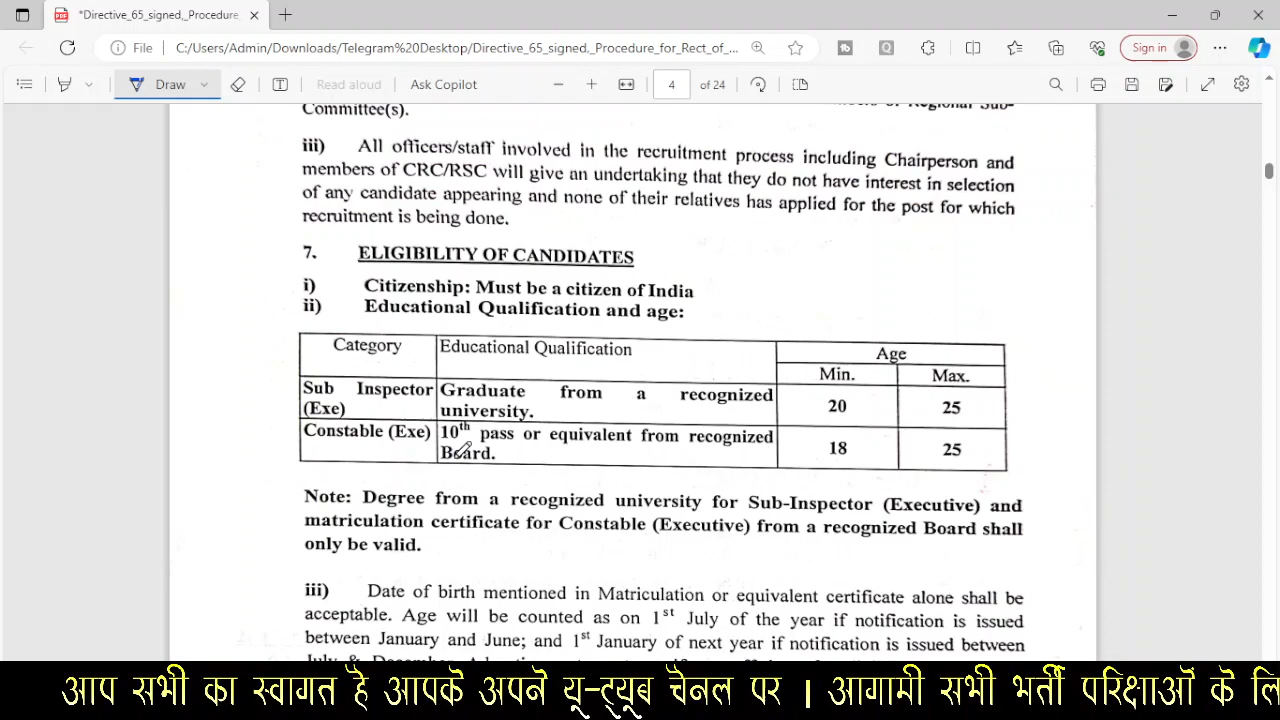 *Directive_65_signed,_Procedure_
File C:/Users/Admin/Downloads/Telegram%20Desktop/Directive_65_signed,_Procedure_for_Rect_of_... Sign in
Draw Read aloud Ask Copilot 4 of 24
Committee(s).
iii) All officers/staff involved in the recruitment process including Chairperson and
members of CRC/RSC will give an undertaking that they do not have interest in selection
of any candidate appearing and none of their relatives has applied for the post for which
recruitment is being done.
7. ELIGIBILITY OF CANDIDATES
i) Citizenship: Must be a citizen of India
ii) Educational Qualification and age:
Category Educational Qualification Age
Min. Max.
Sub Inspector Graduate from a recognized
(Exe) university. 20 25
Constable (Exe) 10th pass or equivalent from recognized
Board. 18 25
Note: Degree from a recognized university for Sub-Inspector (Executive) and
matriculation certificate for Constable (Executive) from a recognized Board shall
only be valid.
iii) Date of birth mentioned in Matriculation or equivalent certificate alone shall be
acceptable. Age will be counted as on 1st July of the year if notification is issued
between January and June; and 1st January of next year if notification is issued between
आप सभी का स्वागत है आपके अपने यू-ट्यूब चैनल पर । आगामी सभी भर्ती परिक्षाओं के लि